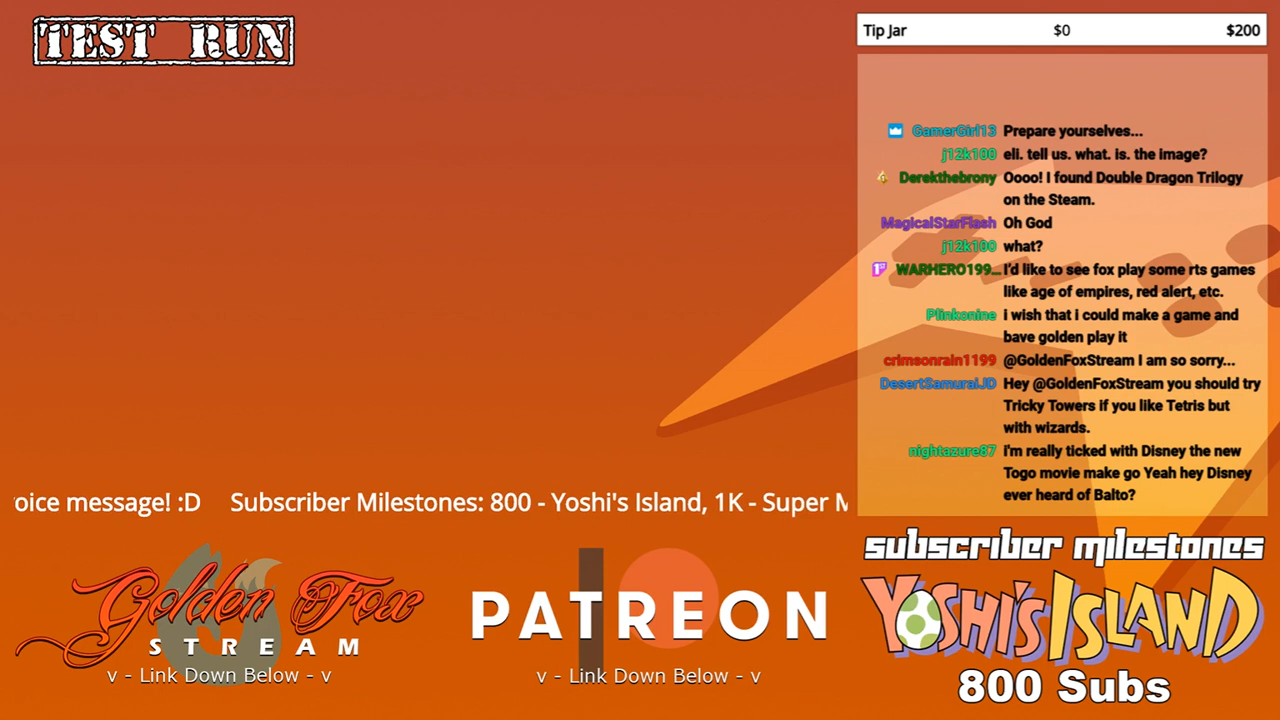 TEST RUN
Tip Jar $0 $200
GamerGirl13 Prepare yourselves...
j12k100 eli. tell us. what. is. the image?
Derekthebrony Oooo! I found Double Dragon Trilogy
on the Steam.
MagicalStarFlash Oh God
j12k100 what?
WARHERO199... I'd like to see fox play some rts games
like age of empires, red alert, etc.
Plinkonine i wish that i could make a game and
bave golden play it
crimsonrain1199 @GoldenFoxStream I am so sorry...
DesertSamuraiJD Hey @GoldenFoxStream you should try
Tricky Towers if you like Tetris but
with wizards.
nightazure87 I'm really ticked with Disney the new
Togo movie make go Yeah hey Disney
ever heard of Balto?
oice message! :D Subscriber Milestones: 800 - Yoshi's Island, 1K - Super M
Golden Fox
STREAM
v - Link Down Below - v
PATREON
v - Link Down Below - v
subscriber milestones
YOSHI'S ISLAND
800 Subs